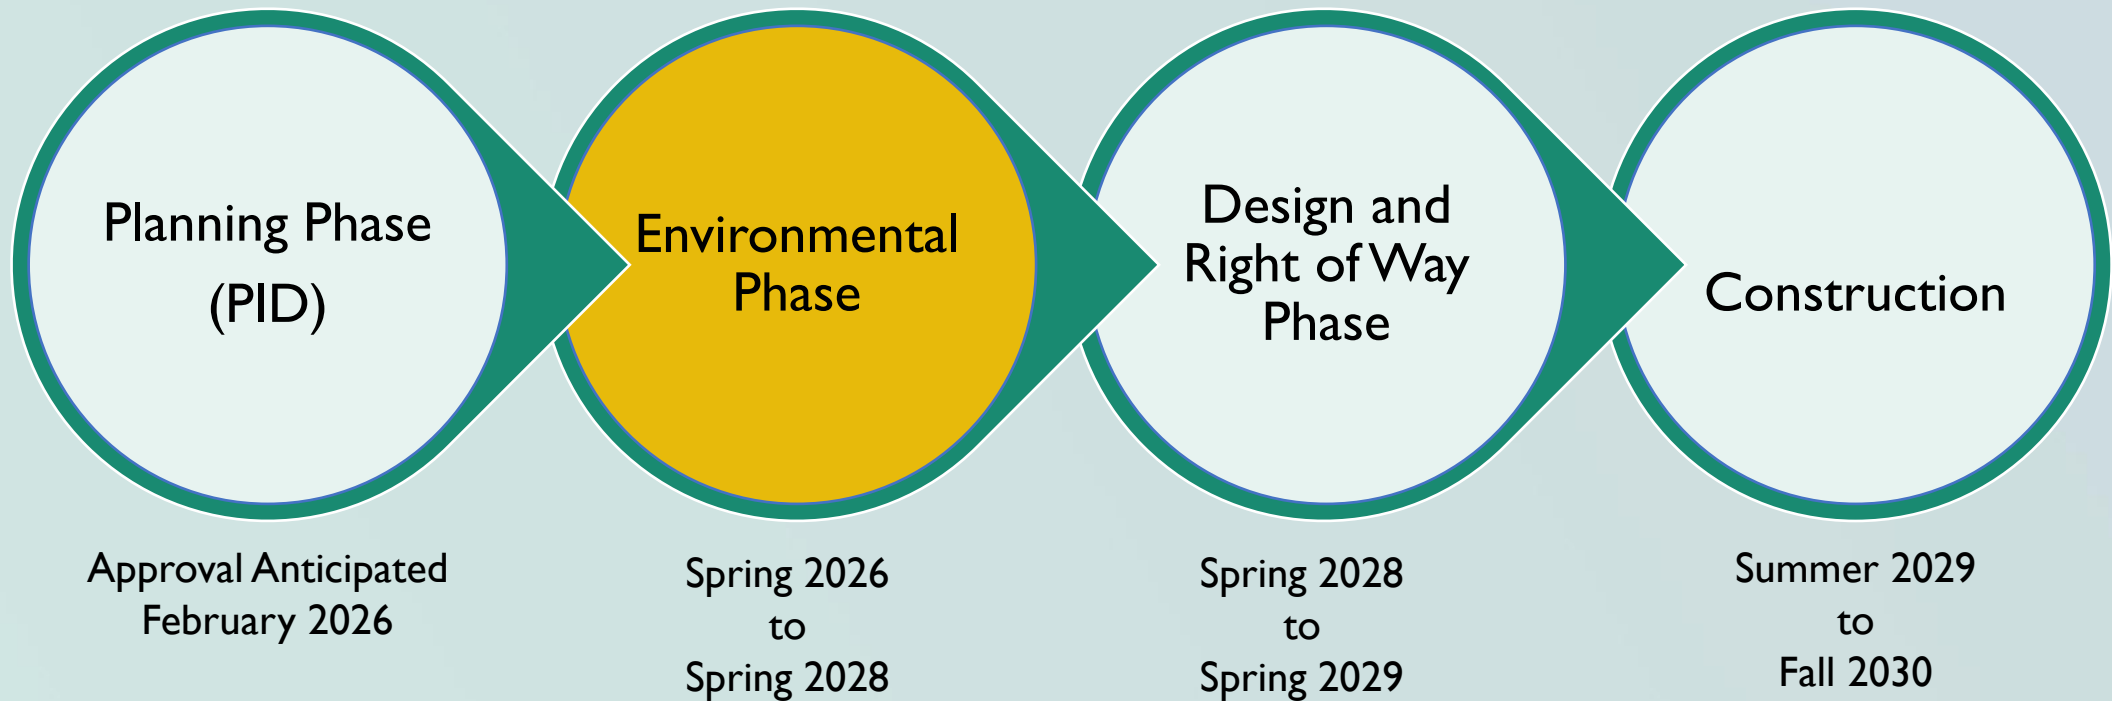 Planning Phase
(PID)
Environmental
Phase
Design and
Right of Way
Phase
Construction
Approval Anticipated
February 2026
Spring 2026
to
Spring 2028
Spring 2028
to
Spring 2029
Summer 2029
to
Fall 2030